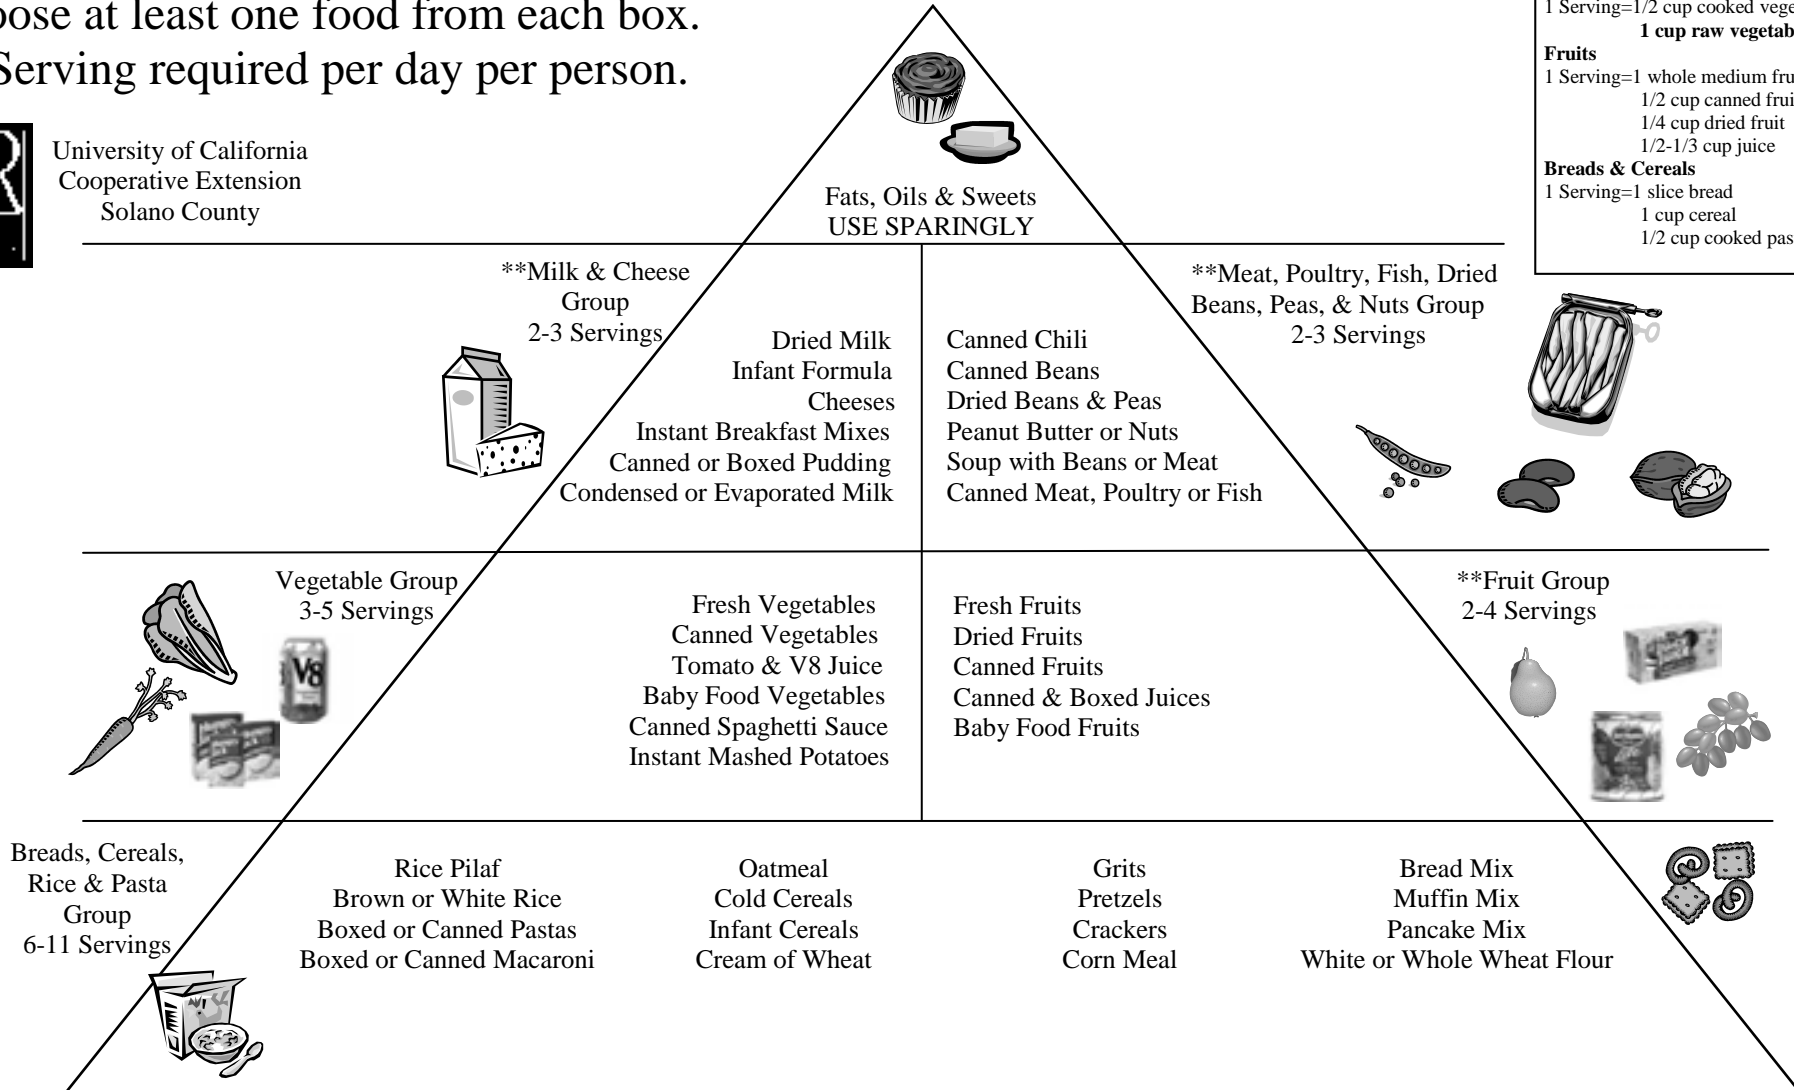 oose at least one food from each box.
Serving required per day per person.
University of California
Cooperative Extension
Solano County
1 Serving=1/2 cup cooked vege
1 cup raw vegetab
Fruits
1 Serving=1 whole medium frui
1/2 cup canned frui
1/4 cup dried fruit
1/2-1/3 cup juice
Breads & Cereals
1 Serving=1 slice bread
1 cup cereal
1/2 cup cooked pas
Fats, Oils & Sweets
USE SPARINGLY
**Milk & Cheese
Group
2-3 Servings
Dried Milk
Infant Formula
Cheeses
Instant Breakfast Mixes
Canned or Boxed Pudding
Condensed or Evaporated Milk
Canned Chili
Canned Beans
Dried Beans & Peas
Peanut Butter or Nuts
Soup with Beans or Meat
Canned Meat, Poultry or Fish
**Meat, Poultry, Fish, Dried
Beans, Peas, & Nuts Group
2-3 Servings
Vegetable Group
3-5 Servings
V8
Fresh Vegetables
Canned Vegetables
Tomato & V8 Juice
Baby Food Vegetables
Canned Spaghetti Sauce
Instant Mashed Potatoes
Fresh Fruits
Dried Fruits
Canned Fruits
Canned & Boxed Juices
Baby Food Fruits
**Fruit Group
2-4 Servings
Breads, Cereals,
Rice & Pasta
Group
6-11 Servings
Rice Pilaf
Brown or White Rice
Boxed or Canned Pastas
Boxed or Canned Macaroni
Oatmeal
Cold Cereals
Infant Cereals
Cream of Wheat
Grits
Pretzels
Crackers
Corn Meal
Bread Mix
Muffin Mix
Pancake Mix
White or Whole Wheat Flour